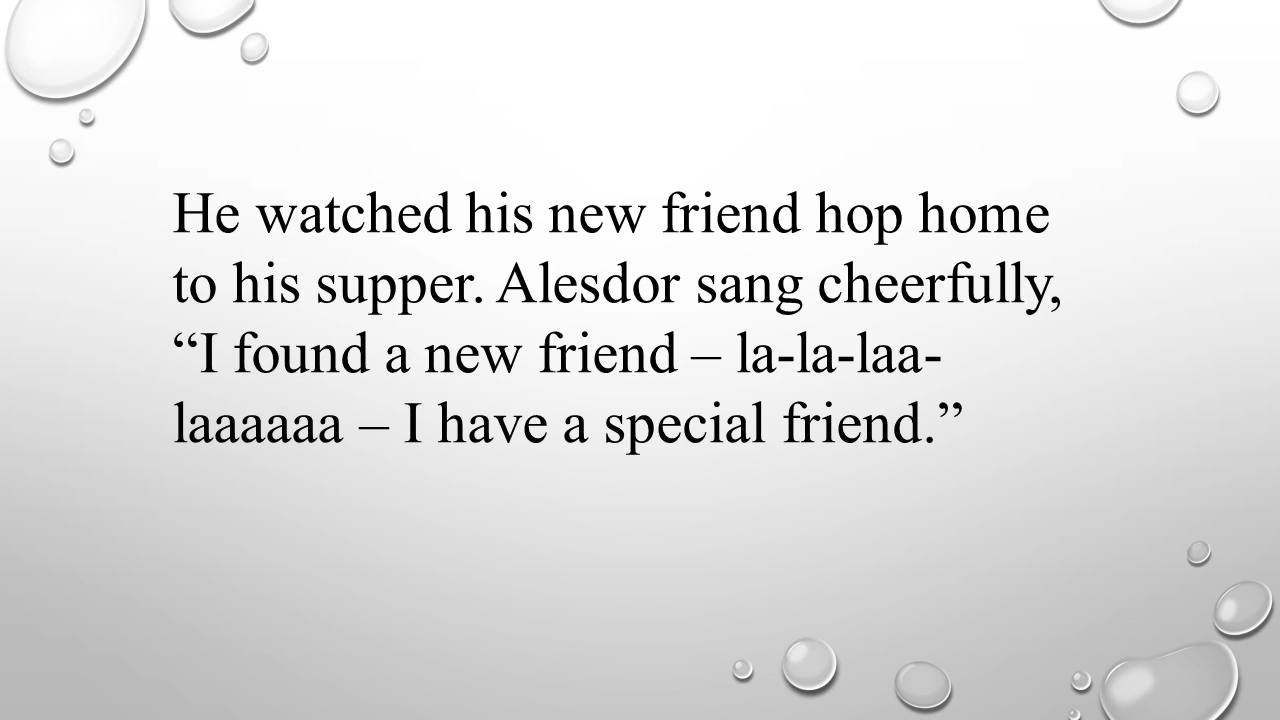 He watched his new friend hop home
to his supper. Alesdor sang cheerfully,
“I found a new friend – la-la-laa-
laaaaaa – I have a special friend.”